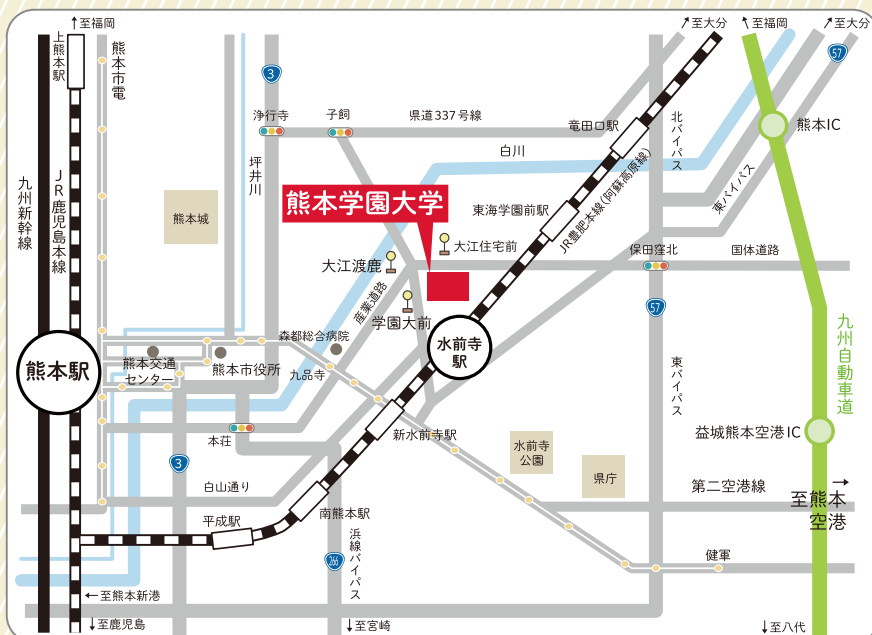 ↑至福岡
↗至大分
↖至福岡
↗至大分
上熊本駅
熊本市電
3
57
浄行寺
子飼
県道337号線
竜田口駅
北バイパス
熊本IC
白川
坪井川
九州新幹線
JR鹿児島本線
熊本城
熊本学園大学
東海学園前駅
JR豊肥本線(阿蘇高原線)
東バイパス
大江住宅前
大江渡鹿
保田窪北
国体道路
産業道路
学園大前
57
森都総合病院
水前寺
駅
九州自動車道
熊本駅
熊本交通
センター
熊本市役所
九品寺
東バイパス
本荘
新水前寺駅
水前寺
公園
益城熊本空港IC
3
県庁
白山通り
第二空港線
→
至熊本
空港
平成駅
南熊本駅
266
浜線バイパス
健軍
←至熊本新港
↓至鹿児島
↓至宮崎
↓至八代